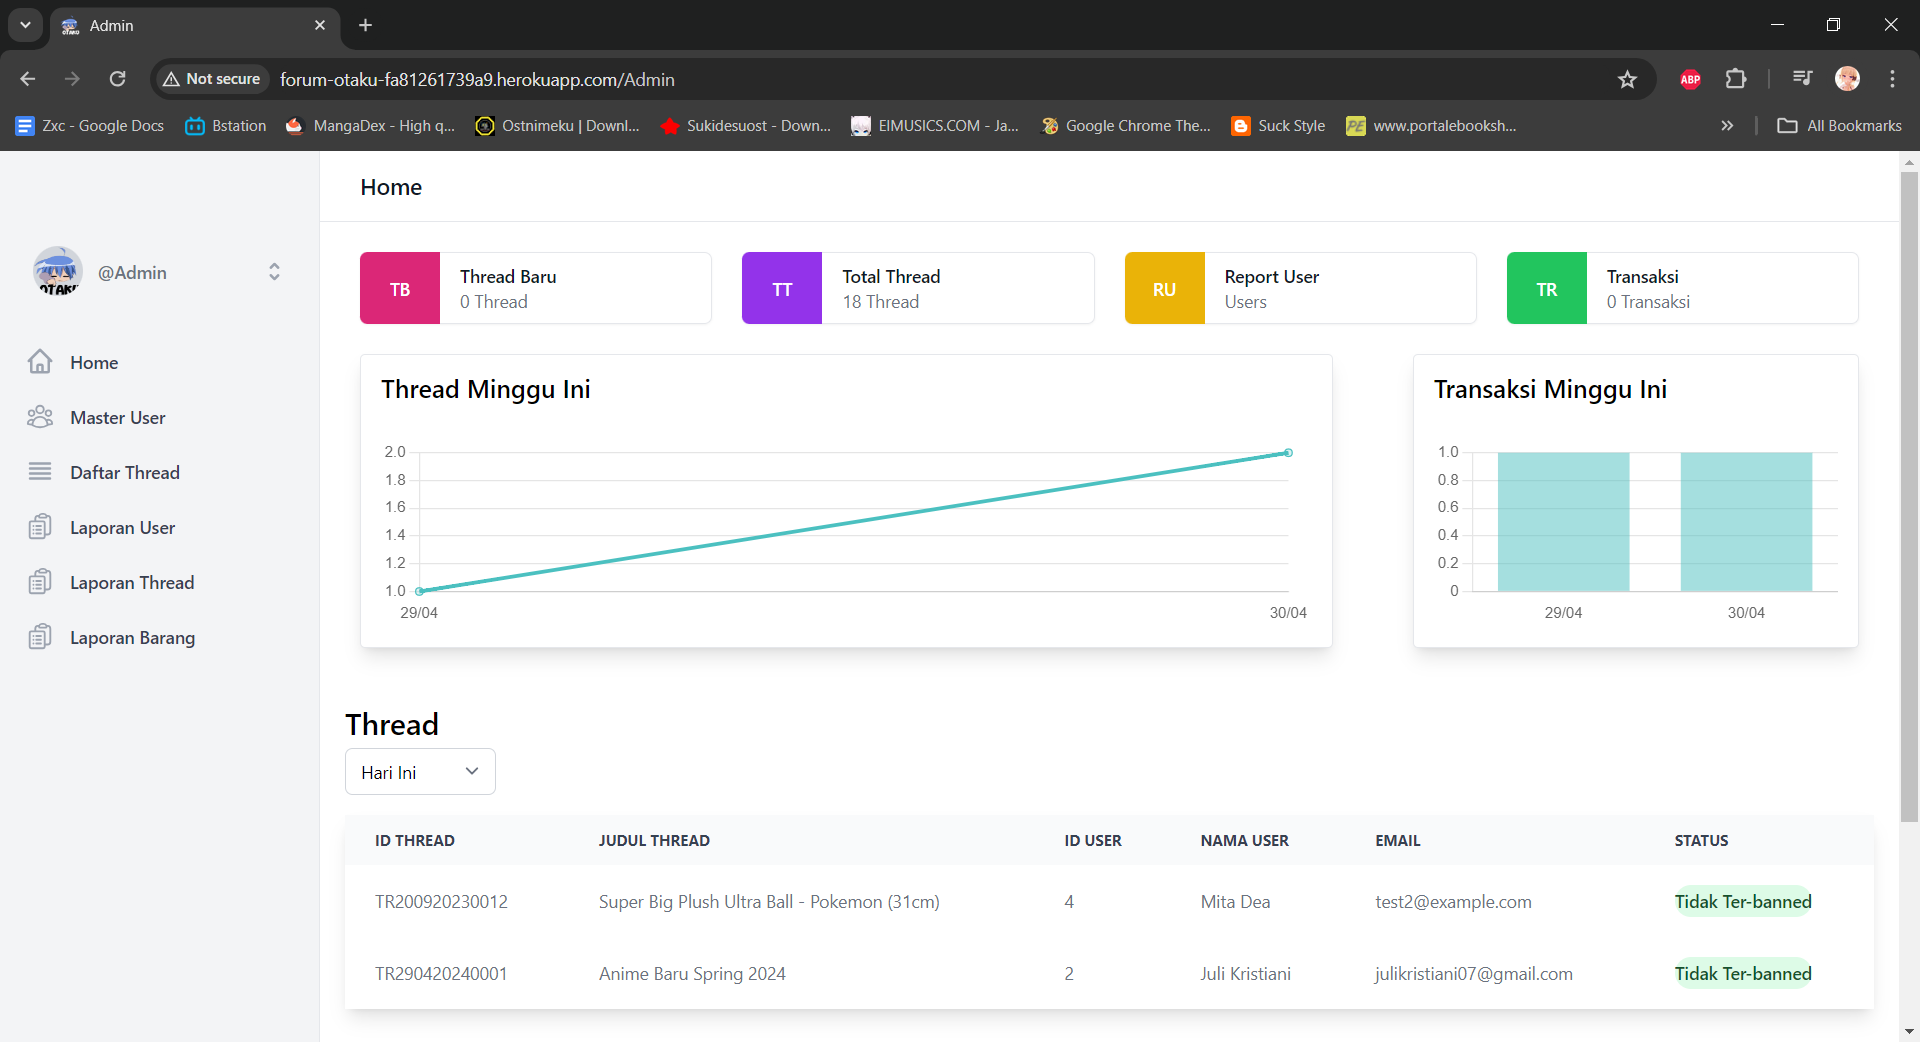 Admin
Not secure forum-otaku-fa81261739a9.herokuapp.com/Admin
ABP
Zxc - Google Docs Bstation MangaDex - High q... Ostnimeku | Downl... Sukidesuost - Down... EIMUSICS.COM - Ja... Google Chrome The... Suck Style PE www.portalebooksh... All Bookmarks
Home
OTAKU @Admin
Home
Master User
Daftar Thread
Laporan User
Laporan Thread
Laporan Barang
TB Thread Baru
0 Thread
TT Total Thread
18 Thread
RU Report User
Users
TR Transaksi
0 Transaksi
Thread Minggu Ini
2.0
1.8
1.6
1.4
1.2
1.0
29/04 30/04
Transaksi Minggu Ini
1.0
0.8
0.6
0.4
0.2
0
29/04 30/04
Thread
Hari Ini
ID THREAD JUDUL THREAD ID USER NAMA USER EMAIL STATUS
TR200920230012 Super Big Plush Ultra Ball - Pokemon (31cm) 4 Mita Dea test2@example.com Tidak Ter-banned
TR290420240001 Anime Baru Spring 2024 2 Juli Kristiani julikristiani07@gmail.com Tidak Ter-banned